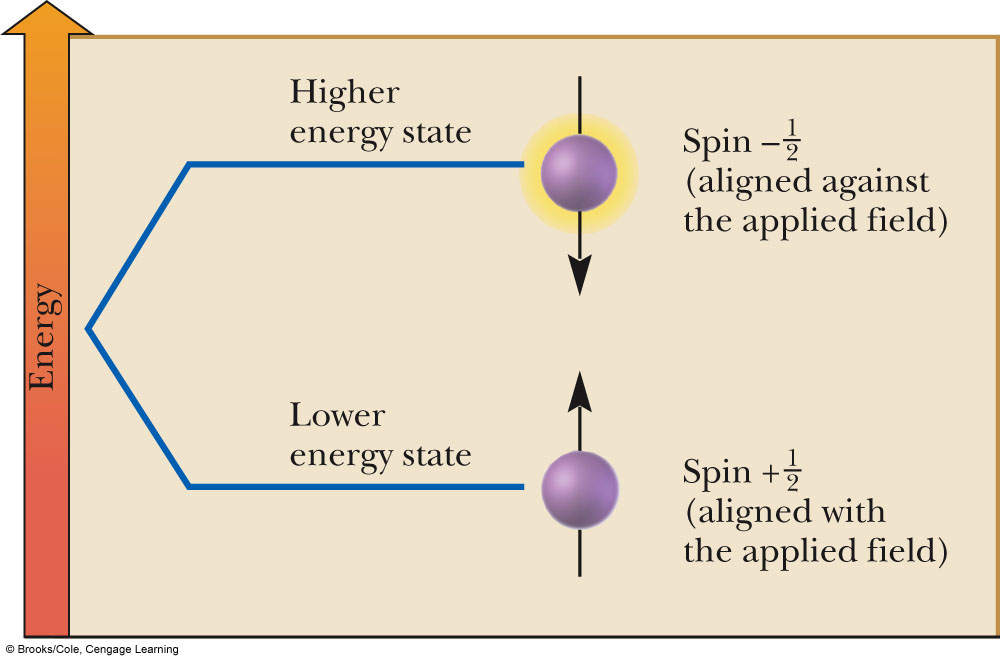 Higher
energy state
Spin –½
(aligned against
the applied field)
Energy
Lower
energy state
Spin +½
(aligned with
the applied field)
© Brooks/Cole, Cengage Learning